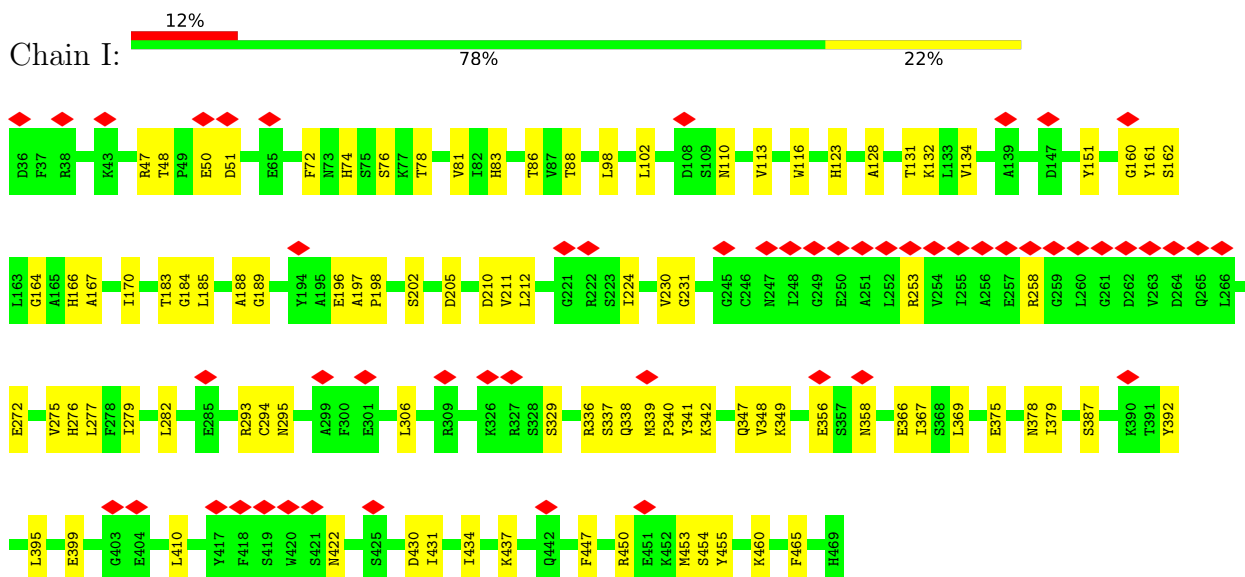 12%
Chain I:
78%
22%
D36 F37 R38 K43 R47 T48 P49 E50 D51 E65 F72 N73 H74 S75 S76 K77 T78 V81 I82 H83 T86 V87 T88 L98 L102 D108 S109 N110 V113 W116 H123 A128 T131 K132 L133 V134 A139 D147 Y151 G160 Y161 S162
L163 G164 A165 H166 A167 I170 T183 G184 L185 A188 G189 Y194 A195 E196 A197 P198 S202 D205 D210 V211 L212 G221 R222 S223 I224 V230 G231 G245 C246 N247 I248 G249 E250 A251 L252 R253 V254 I255 A256 E257 R258 G259 L260 G261 D262 V263 D264 Q265 L266
E272 V275 H276 L277 F278 I279 L282 E285 R293 C294 N295 A299 F300 E301 L306 R309 K326 R327 S328 S329 R336 S337 Q338 M339 P340 Y341 K342 Q347 V348 K349 E356 S357 N358 E366 I367 S368 L369 E375 N378 I379 S387 K390 T391 Y392
L395 E399 G403 E404 L410 Y417 F418 S419 W420 S421 N422 S425 D430 I431 I434 K437 Q442 F447 R450 E451 K452 M453 S454 Y455 K460 F465 H469